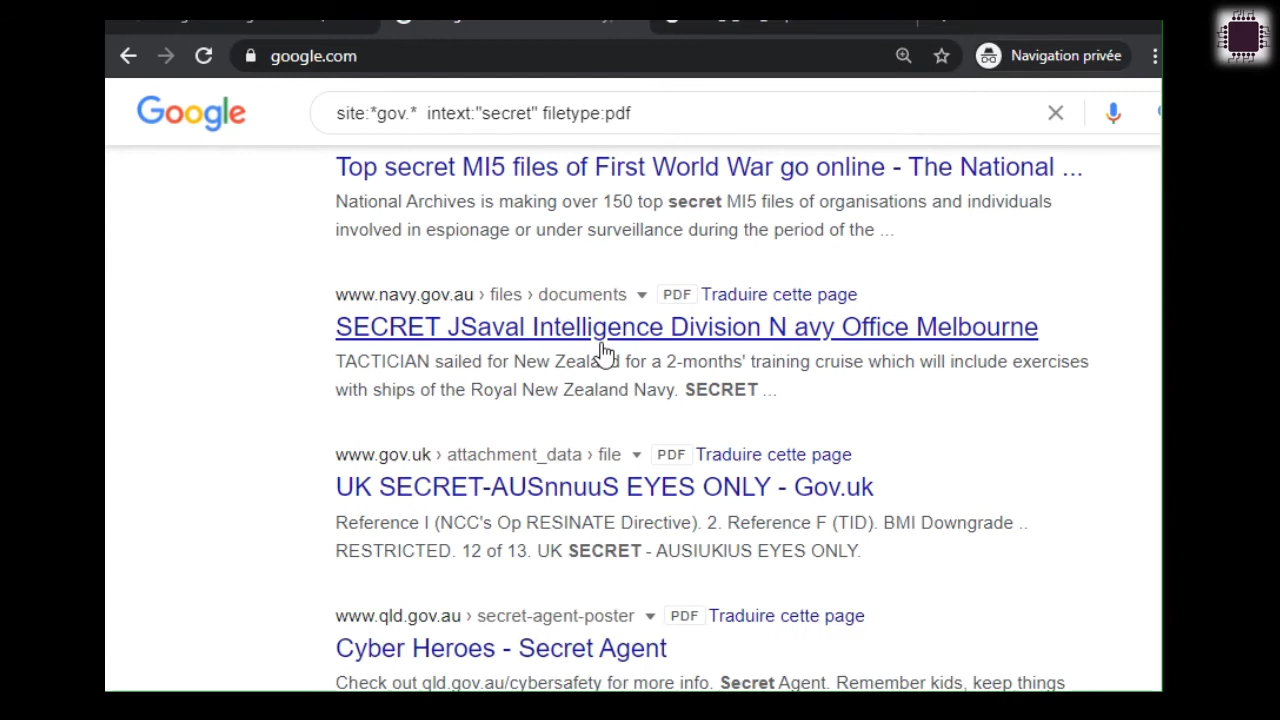 google.com
Navigation privée
Google
site:*gov.* intext:"secret" filetype:pdf
Top secret MI5 files of First World War go online - The National ...
National Archives is making over 150 top secret MI5 files of organisations and individuals
involved in espionage or under surveillance during the period of the ...
www.navy.gov.au › files › documents PDF Traduire cette page
SECRET JSaval Intelligence Division N avy Office Melbourne
TACTICIAN sailed for New Zealand for a 2-months' training cruise which will include exercises
with ships of the Royal New Zealand Navy. SECRET ...
www.gov.uk › attachment_data › file PDF Traduire cette page
UK SECRET-AUSnnuuS EYES ONLY - Gov.uk
Reference I (NCC's Op RESINATE Directive). 2. Reference F (TID). BMI Downgrade ..
RESTRICTED. 12 of 13. UK SECRET - AUSIUKIUS EYES ONLY.
www.qld.gov.au › secret-agent-poster PDF Traduire cette page
Cyber Heroes - Secret Agent
Check out qld.gov.au/cybersafety for more info. Secret Agent. Remember kids, keep things